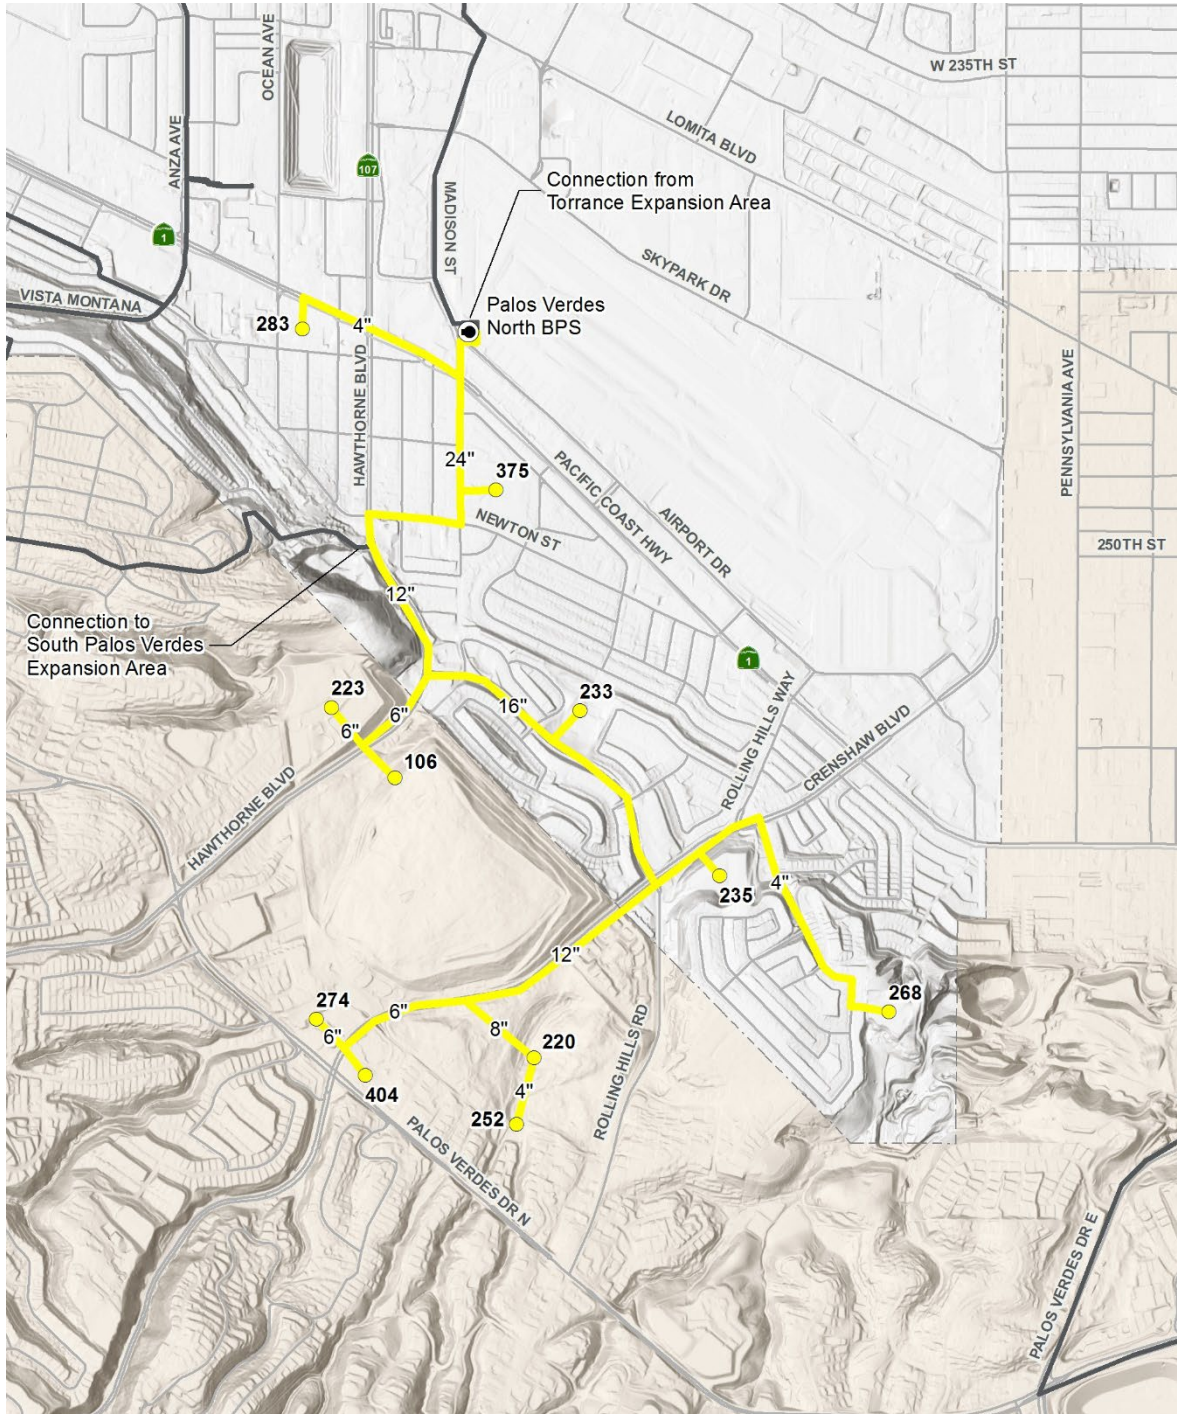 OCEAN AVE
W 235TH ST
LOMITA BLVD
ANZA AVE
107
MADISON ST
Connection from
Torrance Expansion Area
1
SKYPARK DR
VISTA MONTANA
Palos Verdes
North BPS
283
4"
HAWTHORNE BLVD
PENNSYLVANIA AVE
24"
375
PACIFIC COAST HWY
AIRPORT DR
NEWTON ST
250TH ST
12"
Connection to
South Palos Verdes
Expansion Area
1
223
6"
6"
16"
233
ROLLING HILLS WAY
CRENSHAW BLVD
106
HAWTHORNE BLVD
235
4"
12"
268
274
6"
6"
8"
220
404
4"
252
ROLLING HILLS RD
PALOS VERDES DR N
PALOS VERDES DR E